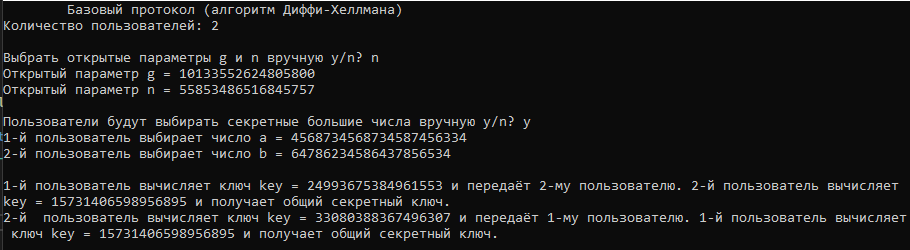 Базовый протокол (алгоритм Диффи-Хеллмана)
Количество пользователей: 2
Выбрать открытые параметры g и n вручную y/n? n
Открытый параметр g = 10133552624805800
Открытый параметр n = 55853486516845757
Пользователи будут выбирать секретные большие числа вручную y/n? y
1-й пользователь выбирает число a = 4568734568734587456334
2-й пользователь выбирает число b = 64786234586437856534
1-й пользователь вычисляет ключ key = 24993675384961553 и передаёт 2-му пользователю. 2-й пользователь вычисляет
key = 15731406598956895 и получает общий секретный ключ.
2-й  пользователь вычисляет ключ key = 33080388367496307 и передаёт 1-му пользователю. 1-й пользователь вычисляет
ключ key = 15731406598956895 и получает общий секретный ключ.